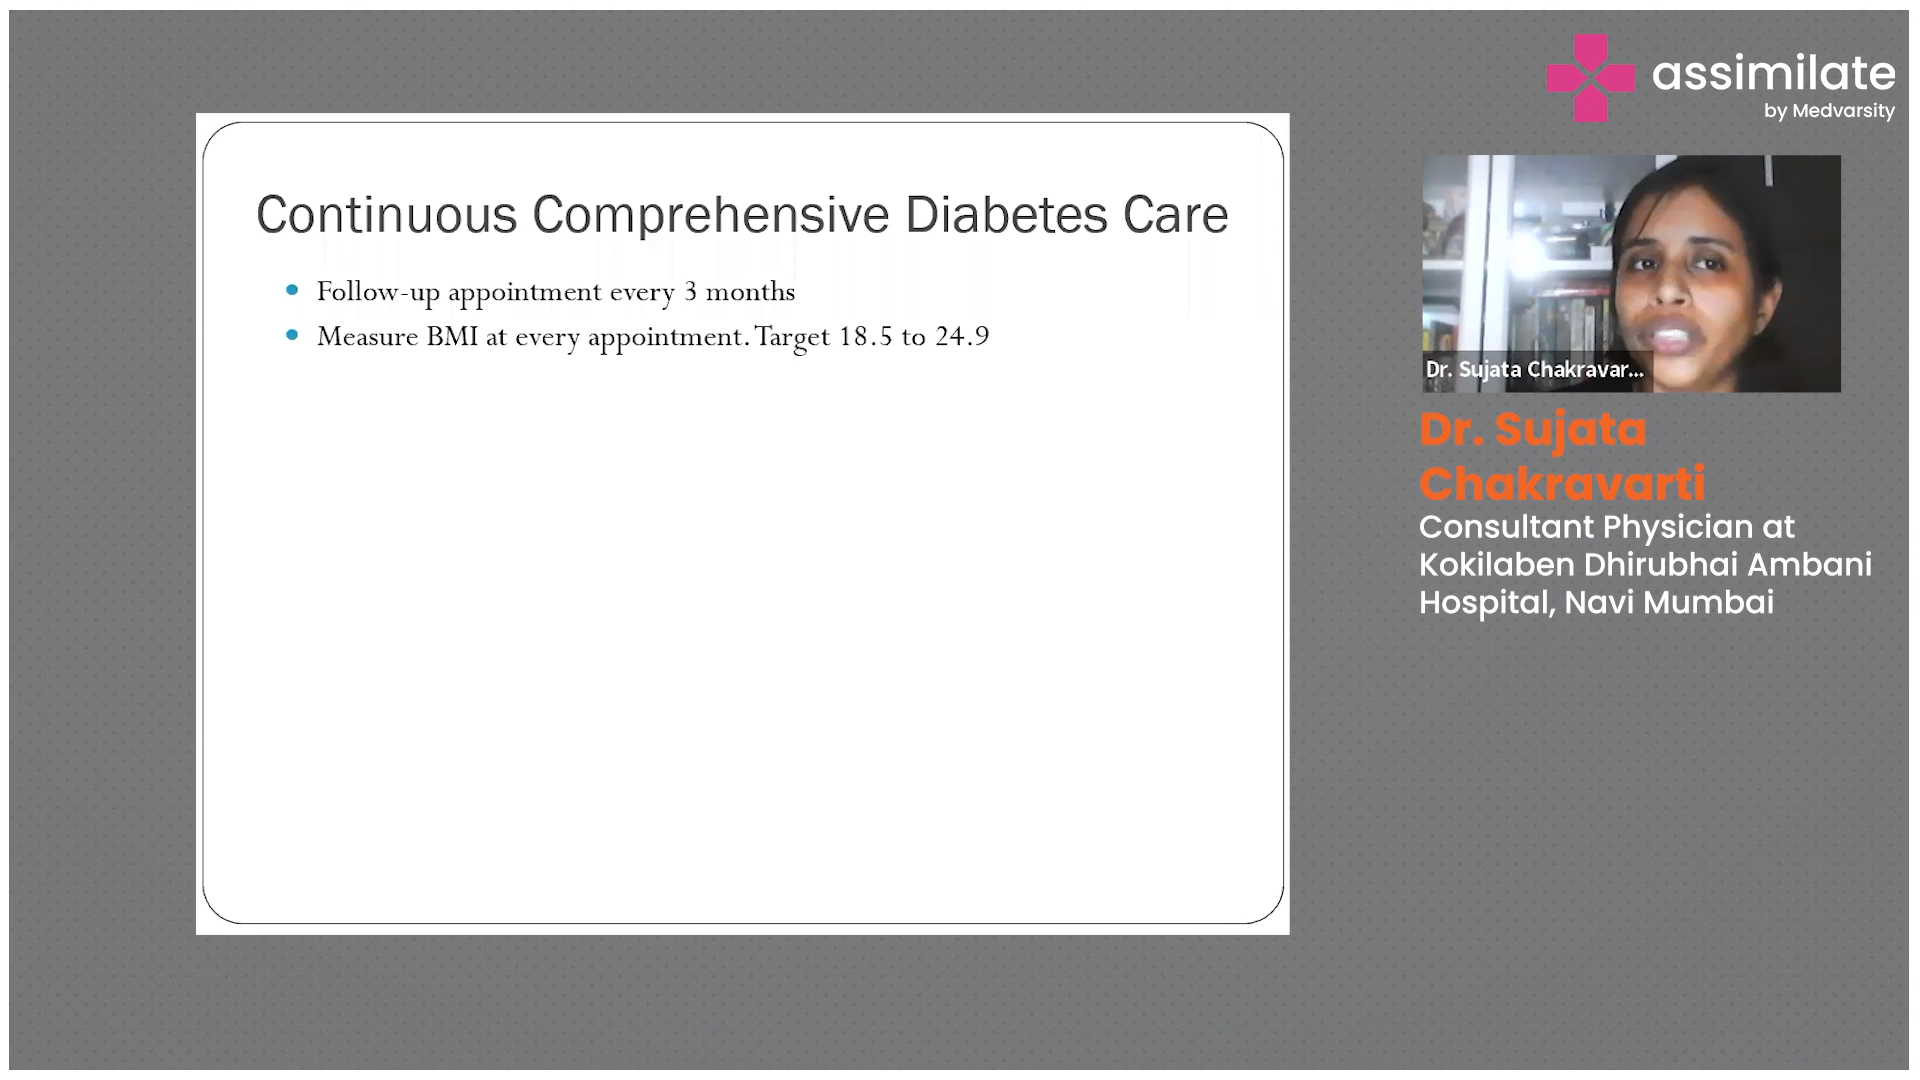 assimilate
by Medvarsity
Continuous Comprehensive Diabetes Care
Follow-up appointment every 3 months
Measure BMI at every appointment. Target 18.5 to 24.9
Dr. Sujata Chakravar...
Dr. Sujata
Chakravarti
Consultant Physician at
Kokilaben Dhirubhai Ambani
Hospital, Navi Mumbai